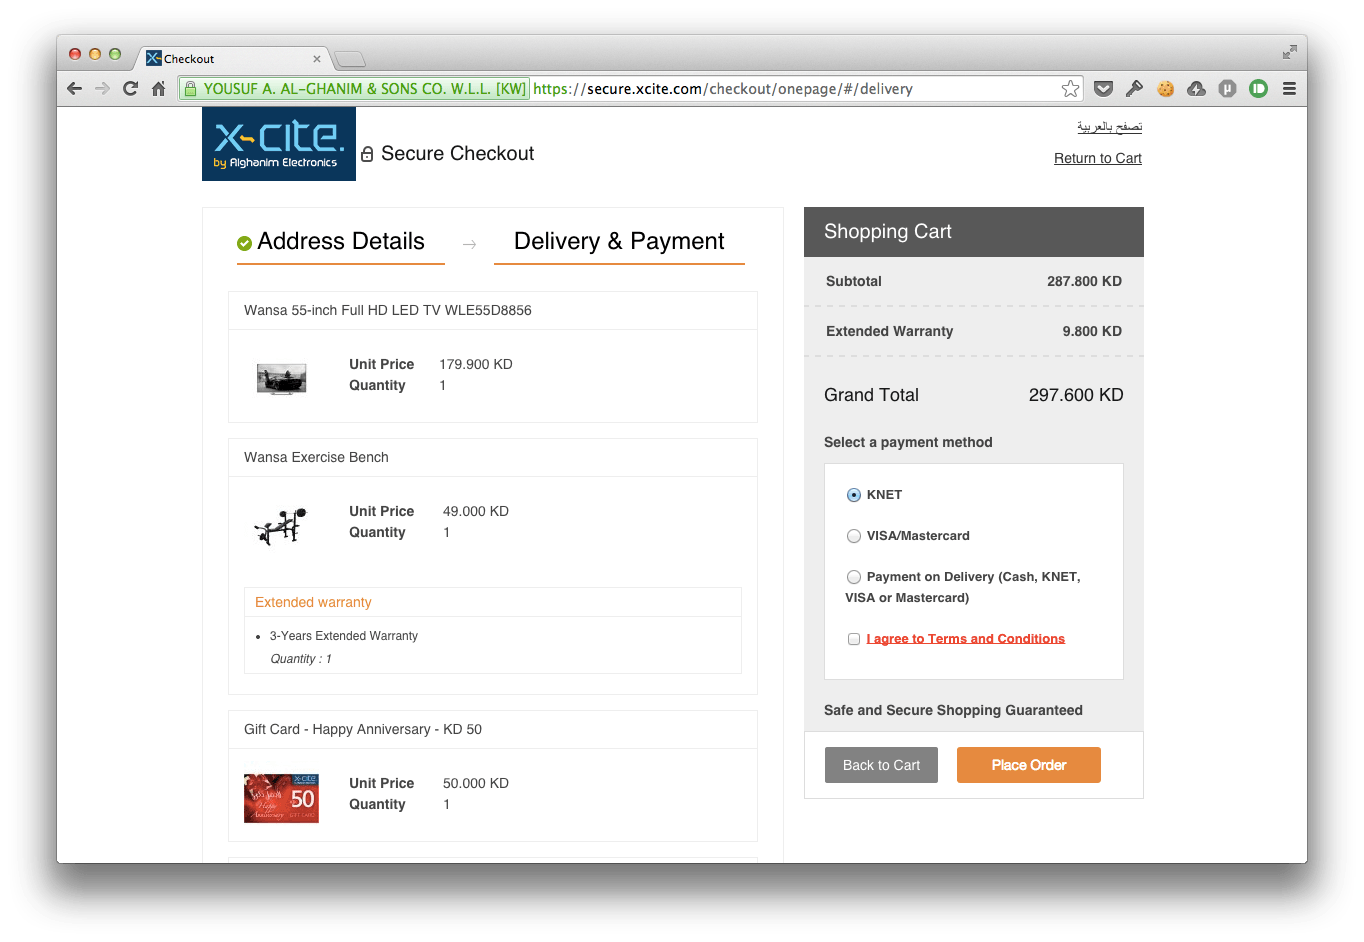 Checkout
YOUSUF A. AL-GHANIM & SONS CO. W.L.L. [KW] https://secure.xcite.com/checkout/onepage/#/delivery
x-cite.
by Alghanim Electronics
Secure Checkout
تصفح بالعربية
Return to Cart
Address Details → Delivery & Payment
Wansa 55-inch Full HD LED TV WLE55D8856
Unit Price 179.900 KD
Quantity 1
Wansa Exercise Bench
Unit Price 49.000 KD
Quantity 1
Extended warranty
• 3-Years Extended Warranty
Quantity : 1
Gift Card - Happy Anniversary - KD 50
x-cite
50
Happy
Anniversary GIFT CARD
Unit Price 50.000 KD
Quantity 1
Shopping Cart
Subtotal 287.800 KD
Extended Warranty 9.800 KD
Grand Total 297.600 KD
Select a payment method
KNET
VISA/Mastercard
Payment on Delivery (Cash, KNET,
VISA or Mastercard)
I agree to Terms and Conditions
Safe and Secure Shopping Guaranteed
Back to Cart Place Order